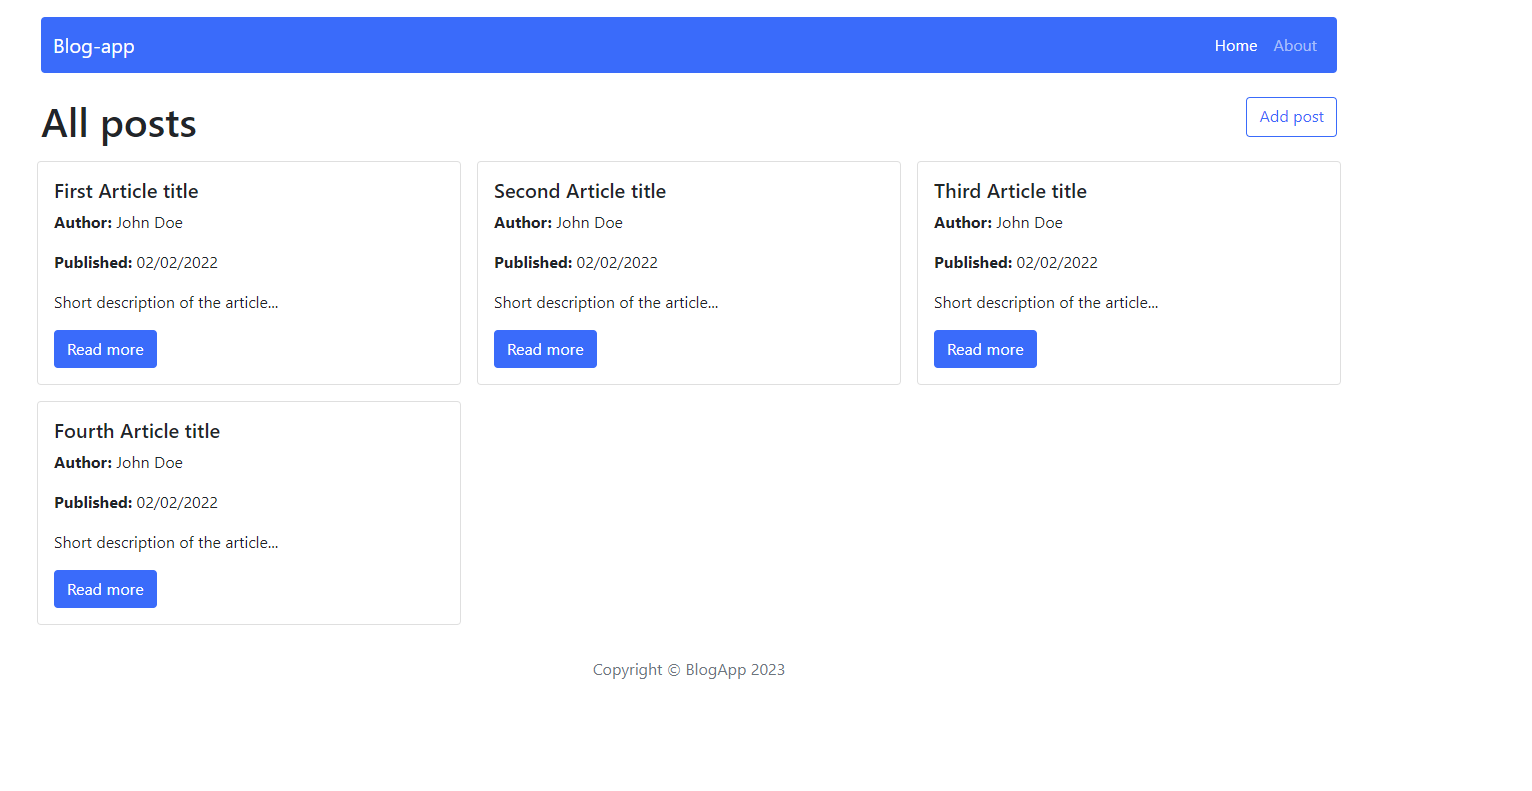 Blog-app
Home About
All posts
Add post
First Article title
Author: John Doe
Published: 02/02/2022
Short description of the article...
Read more
Second Article title
Author: John Doe
Published: 02/02/2022
Short description of the article...
Read more
Third Article title
Author: John Doe
Published: 02/02/2022
Short description of the article...
Read more
Fourth Article title
Author: John Doe
Published: 02/02/2022
Short description of the article...
Read more
Copyright © BlogApp 2023